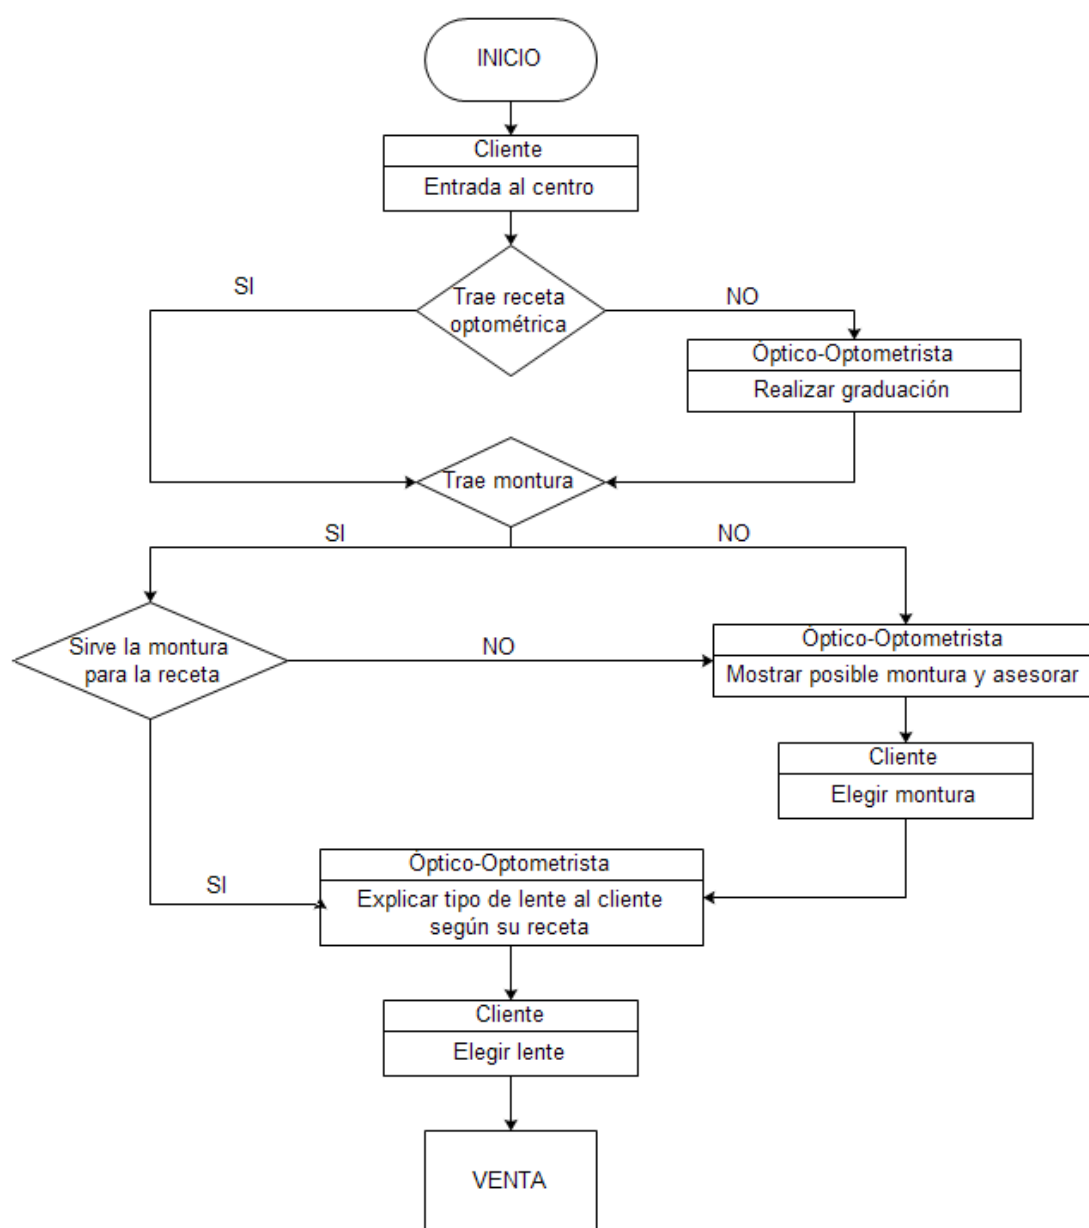 INICIO
Cliente
Entrada al centro
SI
Trae receta
optométrica
NO
Óptico-Optometrista
Realizar graduación
Trae montura
SI
NO
Sirve la montura
para la receta
NO
Óptico-Optometrista
Mostrar posible montura y asesorar
Cliente
Elegir montura
SI
Óptico-Optometrista
Explicar tipo de lente al cliente
según su receta
Cliente
Elegir lente
VENTA